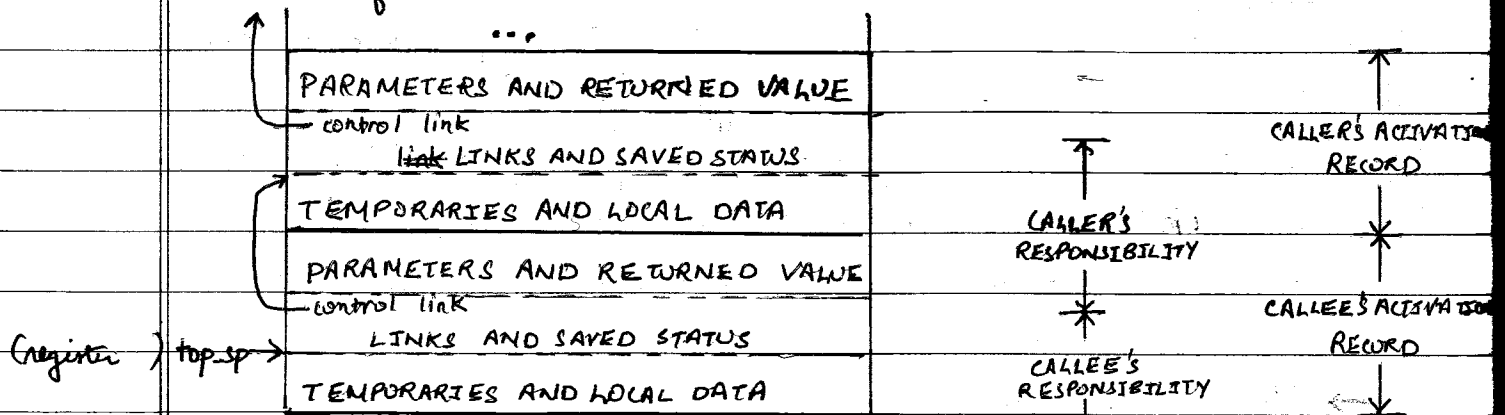 ...
PARAMETERS AND RETURNED VALUE
control link
link LINKS AND SAVED STATUS
TEMPORARIES AND LOCAL DATA
PARAMETERS AND RETURNED VALUE
control link
LINKS AND SAVED STATUS
(register) top_sp
TEMPORARIES AND LOCAL DATA
CALLER'S
RESPONSIBILITY
CALLEE'S
RESPONSIBILITY
CALLER'S ACTIVATION
RECORD
CALLEE'S ACTIVATION
RECORD